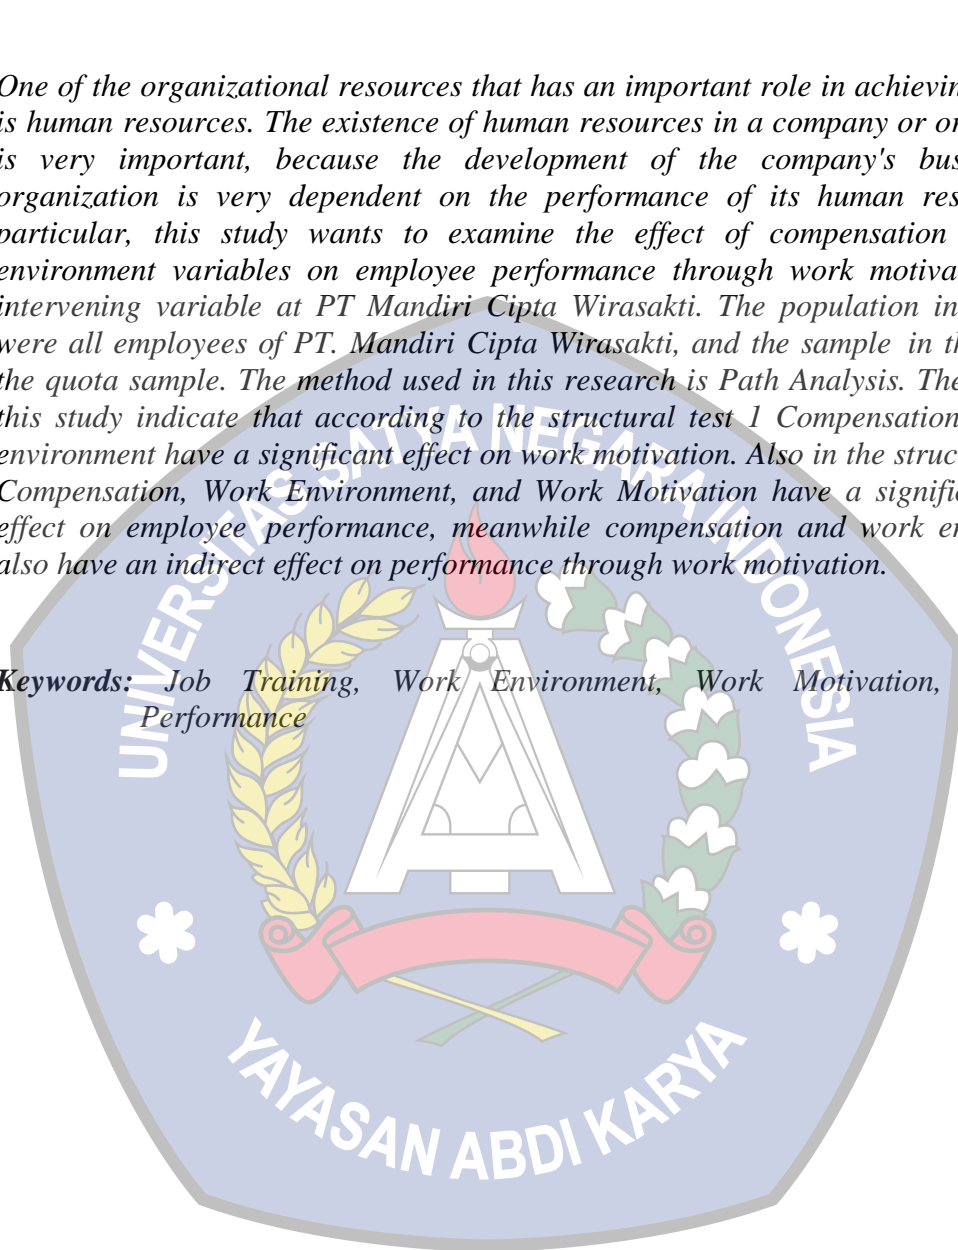 One of the organizational resources that has an important role in achievin
is human resources. The existence of human resources in a company or or
is very important, because the development of the company's bus
organization is very dependent on the performance of its human res
particular, this study wants to examine the effect of compensation
environment variables on employee performance through work motiva
intervening variable at PT Mandiri Cipta Wirasakti. The population in
were all employees of PT. Mandiri Cipta Wirasakti, and the sample in th
the quota sample. The method used in this research is Path Analysis. The
this study indicate that according to the structural test 1 Compensation
environment have a significant effect on work motivation. Also in the struc
Compensation, Work Environment, and Work Motivation have a signific
effect on employee performance, meanwhile compensation and work en
also have an indirect effect on performance through work motivation.
Keywords: Job Training, Work Environment, Work Motivation,
Performance
UNIVERSITAS SATYA NEGARA INDONESIA
YAYASAN ABDI KARYA